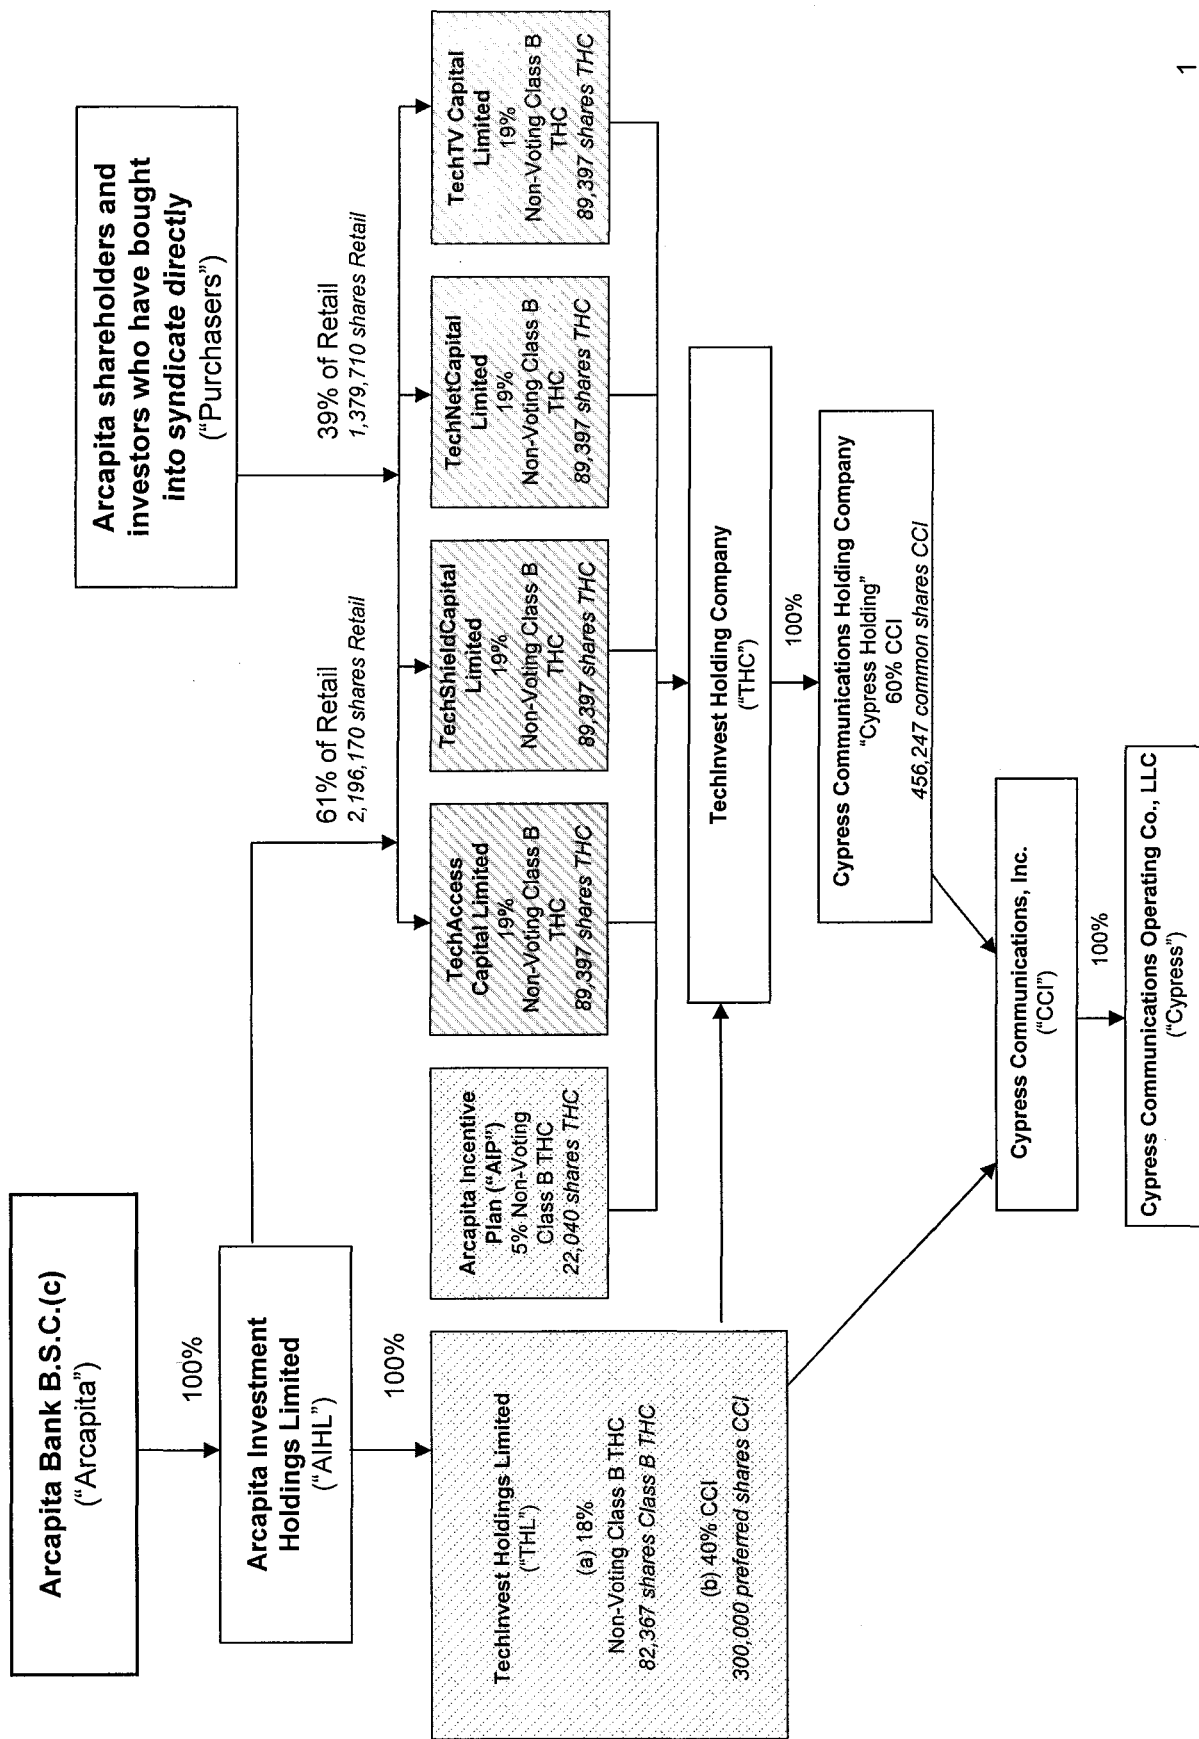 Arcapita Bank B.S.C.(c)
(“Arcapita”)
100%
Arcapita Investment
Holdings Limited
(“AIHL”)
100%
Arcapita shareholders and
investors who have bought
into syndicate directly
(“Purchasers”)
61% of Retail
2,196,170 shares Retail
39% of Retail
1,379,710 shares Retail
TechInvest Holdings Limited
(“THL”)
(a) 18%
Non-Voting Class B THC
82,367 shares Class B THC
(b) 40% CCI
300,000 preferred shares CCI
Arcapita Incentive
Plan (“AIP”)
5% Non-Voting
Class B THC
22,040 shares THC
TechAccess
Capital Limited
19%
Non-Voting Class B
THC
89,397 shares THC
TechShieldCapital
Limited
19%
Non-Voting Class B
THC
89,397 shares THC
TechNetCapital
Limited
19%
Non-Voting Class B
THC
89,397 shares THC
TechTV Capital
Limited
19%
Non-Voting Class B
THC
89,397 shares THC
TechInvest Holding Company
(“THC”)
100%
Cypress Communications Holding Company
“Cypress Holding”
60% CCI
456,247 common shares CCI
Cypress Communications, Inc.
(“CCI”)
100%
Cypress Communications Operating Co., LLC
(“Cypress”)
1